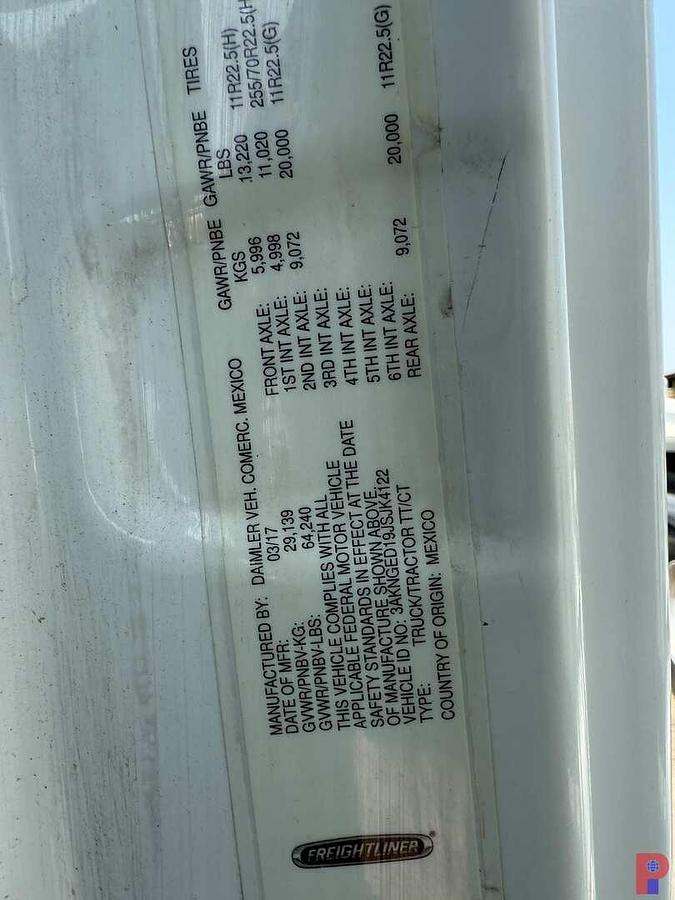 FREIGHTLINER
MANUFACTURED BY: DAIMLER VEH. COMERC. MEXICO
DATE OF MFR: 03/17
GVWR/PNBV-KG: 29,139
GVWR/PNBV-LBS: 64,240
THIS VEHICLE COMPLIES WITH ALL
APPLICABLE FEDERAL MOTOR VEHICLE
SAFETY STANDARDS IN EFFECT AT THE DATE
OF MANUFACTURE SHOWN ABOVE.
VEHICLE ID NO: 3AKNGED19JSJK4122
TYPE: TRUCK/TRACTOR TT/CT
COUNTRY OF ORIGIN: MEXICO
GAWR/PNBE GAWR/PNBE TIRES
KGS LBS
FRONT AXLE: 5,996 13,220 11R22.5(H)
1ST INT AXLE: 4,998 11,020 255/70R22.5(H
2ND INT AXLE: 9,072 20,000 11R22.5(G)
3RD INT AXLE:
4TH INT AXLE:
5TH INT AXLE:
6TH INT AXLE:
REAR AXLE: 9,072 20,000 11R22.5(G)